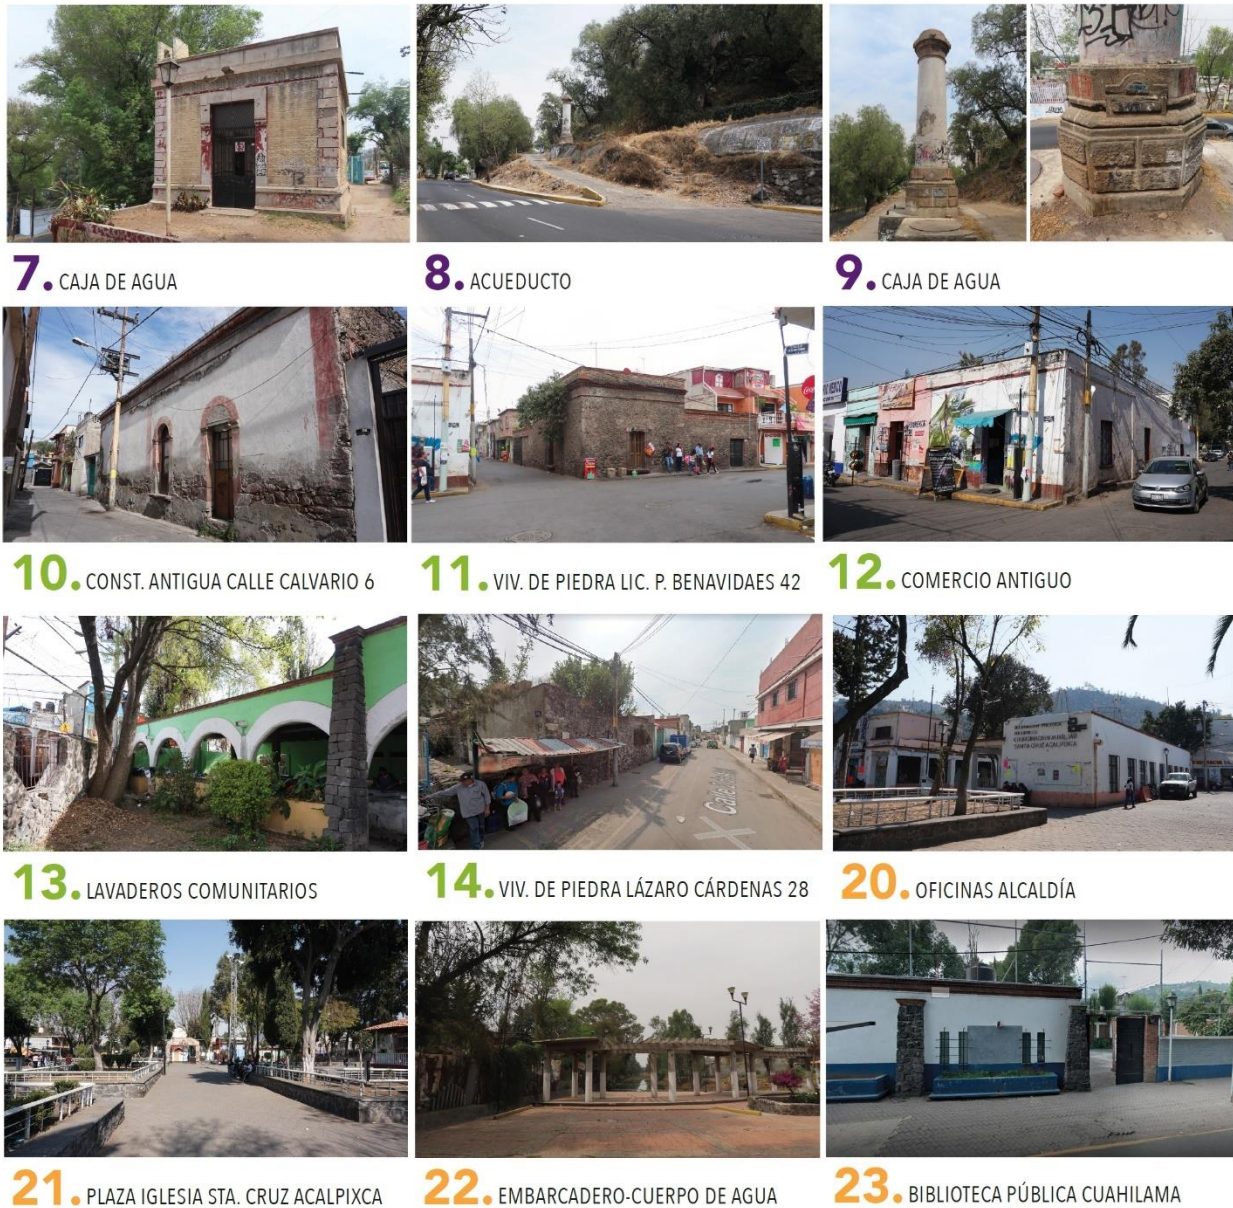 7. CAJA DE AGUA
8. ACUEDUCTO
9. CAJA DE AGUA
10. CONST. ANTIGUA CALLE CALVARIO 6
11. VIV. DE PIEDRA LIC. P. BENAVIDAES 42
12. COMERCIO ANTIGUO
13. LAVADEROS COMUNITARIOS
14. VIV. DE PIEDRA LÁZARO CÁRDENAS 28
20. OFICINAS ALCALDÍA
21. PLAZA IGLESIA STA. CRUZ ACALPIXCA
22. EMBARCADERO-CUERPO DE AGUA
23. BIBLIOTECA PÚBLICA CUAHILAMA